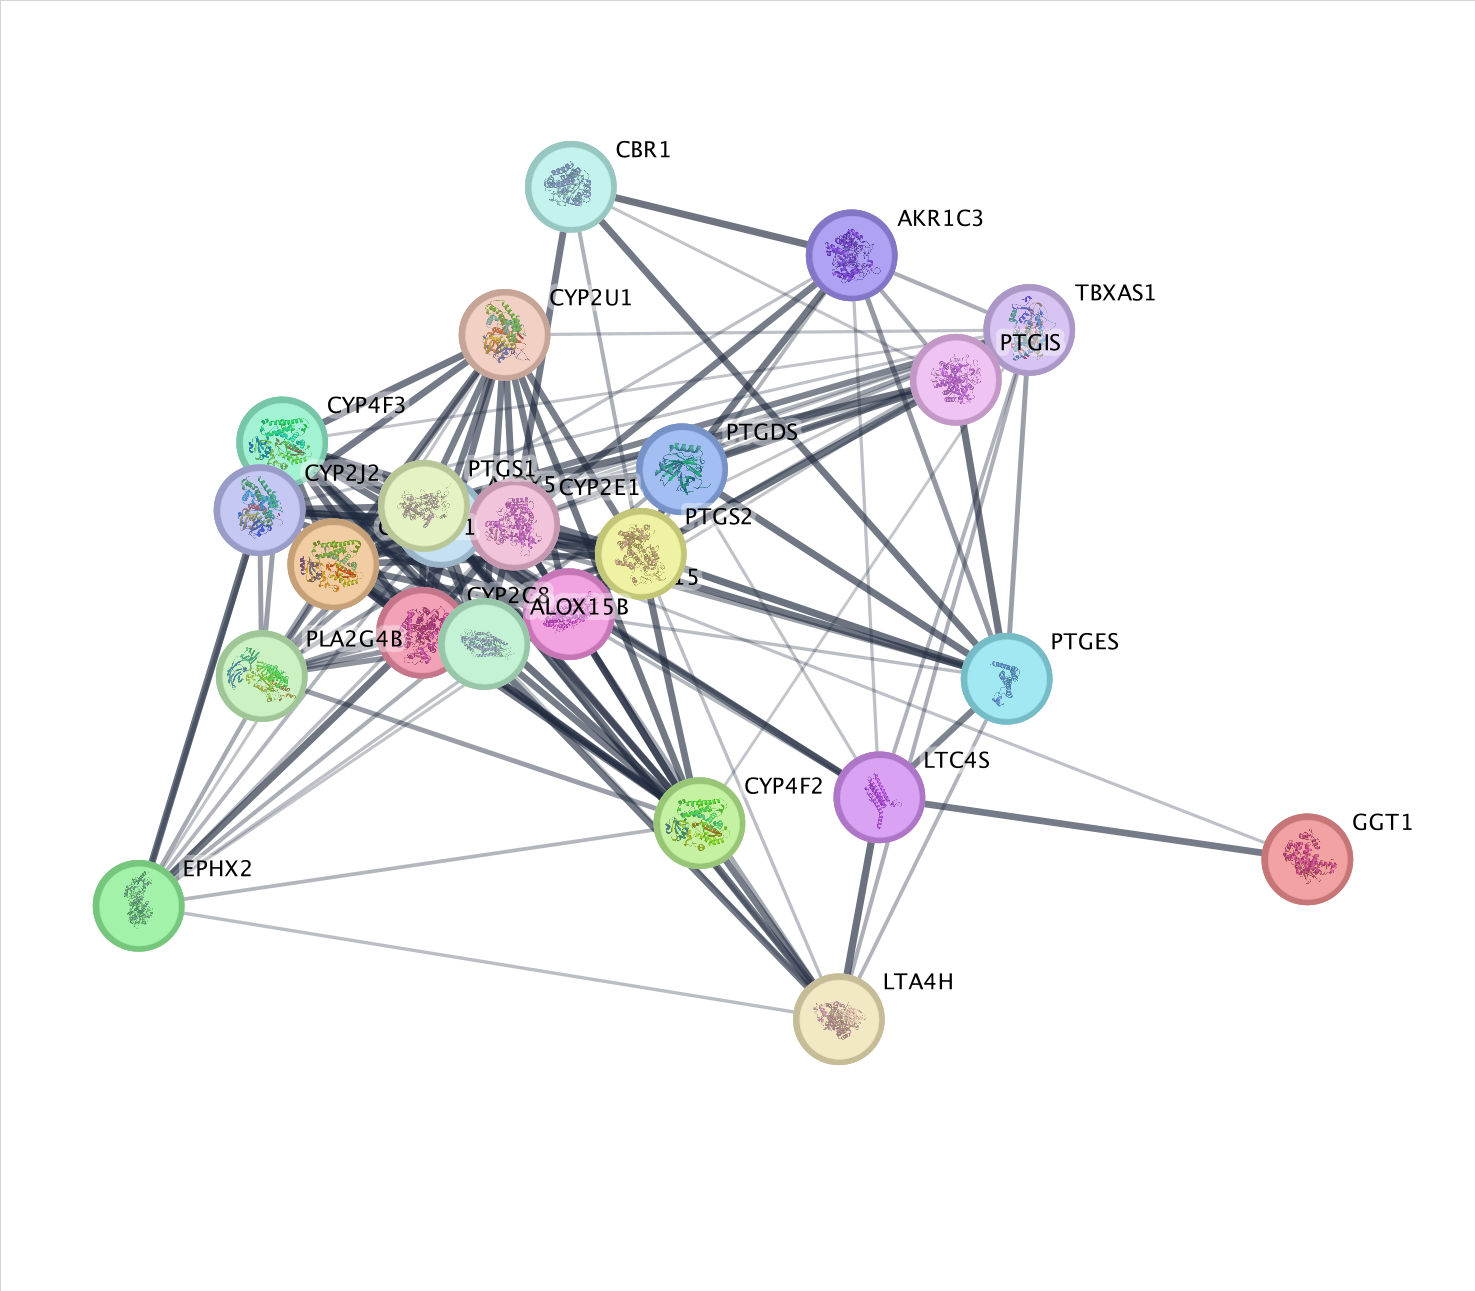 CBR1
AKR1C3
TBXAS1
CYP2U1
PTGIS
CYP4F3
PTGDS
PTGS1
CYP2J2
CYP2E1
PTGS2
CYP2C8
ALOX15B
PLA2G4B
PTGES
LTC4S
CYP4F2
GGT1
EPHX2
LTA4H